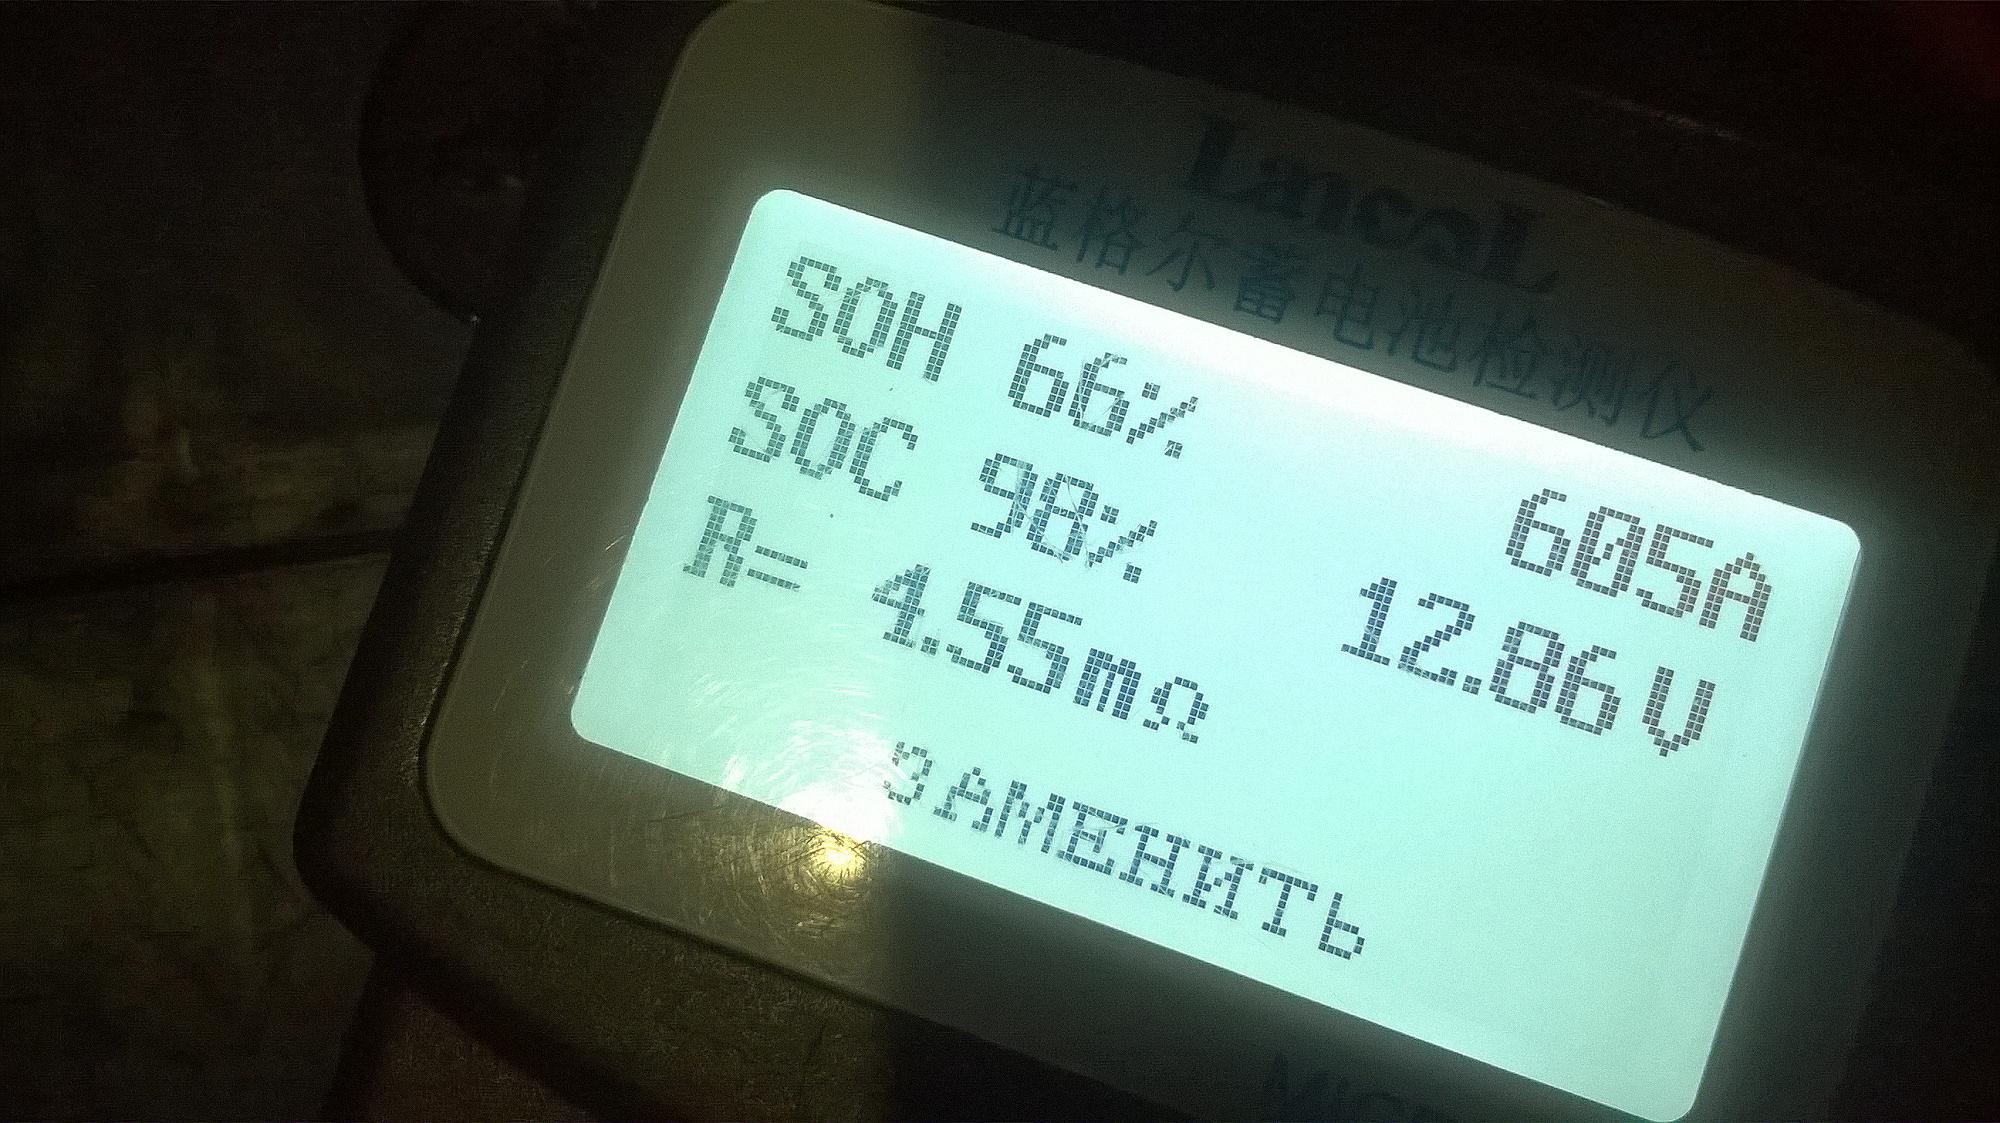 Lancol
蓝格尔蓄电池检测仪
SOH 66%
605A
SOC 98%
12.86V
R= 4.55mΩ
ЗАМЕНИТЬ